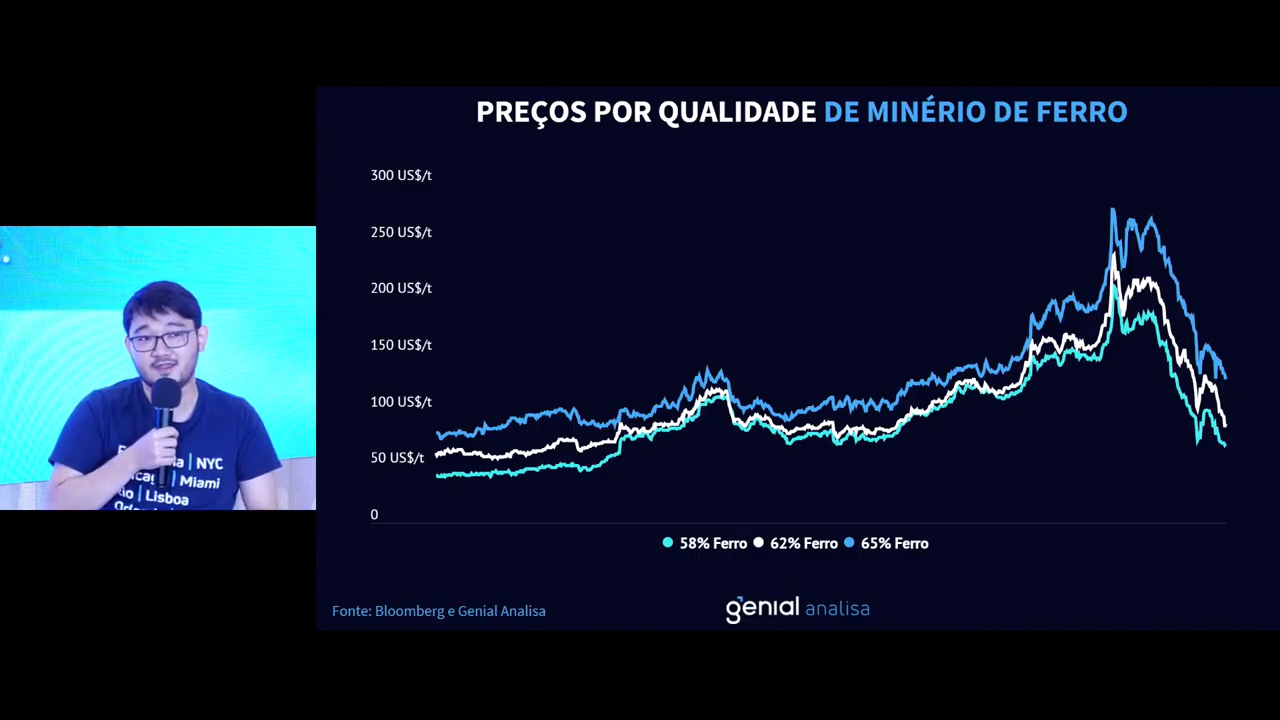 PREÇOS POR QUALIDADE DE MINÉRIO DE FERRO
300 US$/t
250 US$/t
200 US$/t
150 US$/t
100 US$/t
50 US$/t
0
58% Ferro 62% Ferro 65% Ferro
Fonte: Bloomberg e Genial Analisa
genial analisa
| NYC
| Miami
| Lisboa